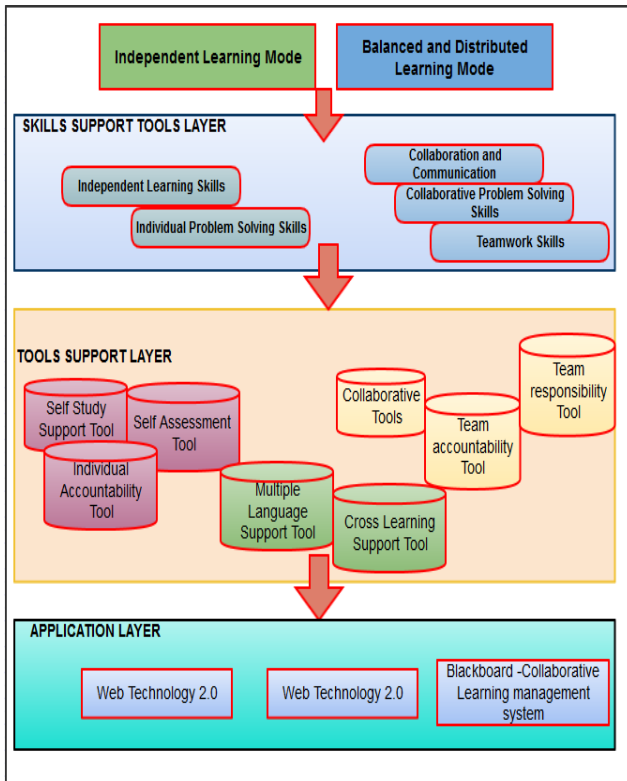 Independent Learning Mode
Balanced and Distributed
Learning Mode
SKILLS SUPPORT TOOLS LAYER
Independent Learning Skills
Individual Problem Solving Skills
Collaboration and
Communication
Collaborative Problem Solving
Skills
Teamwork Skills
TOOLS SUPPORT LAYER
Self Study
Support Tool
Self Assessment
Tool
Individual
Accountability
Tool
Multiple
Language
Support Tool
Cross Learning
Support Tool
Collaborative
Tools
Team
accountability
Tool
Team
responsibility
Tool
APPLICATION LAYER
Web Technology 2.0
Web Technology 2.0
Blackboard -Collaborative
Learning management
system